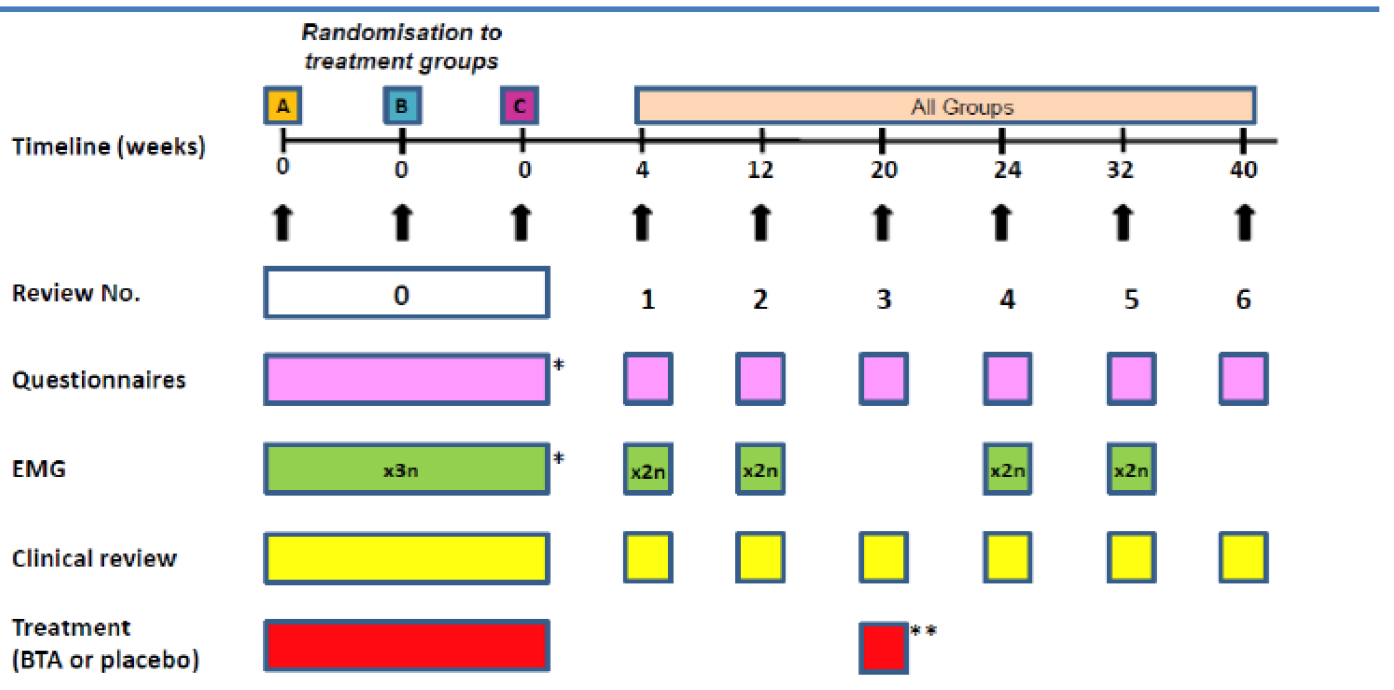 Randomisation to
treatment groups
A B C All Groups
Timeline (weeks)
0 0 0 4 12 20 24 32 40
Review No. 0 1 2 3 4 5 6
Questionnaires *
EMG x3n * x2n x2n x2n x2n
Clinical review
Treatment
(BTA or placebo) **